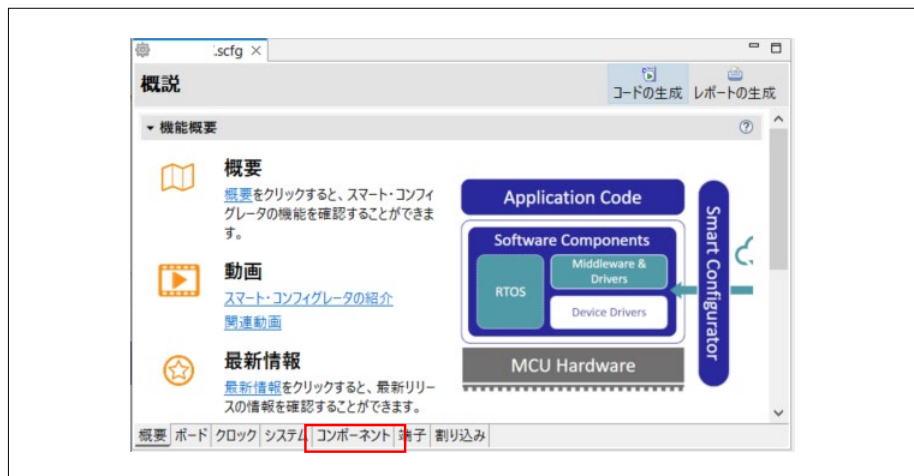 .scfg
概説
コードの生成 レポートの生成
機能概要
概要
概要をクリックすると、スマート・コンフィ
グレータの機能を確認することができま
す。
動画
スマート・コンフィグレータの紹介
関連動画
最新情報
最新情報をクリックすると、最新リリー
スの情報を確認することができます。
Application Code
Software Components
RTOS
Middleware &
Drivers
Device Drivers
MCU Hardware
Smart Configurator
概要 ボード クロック システム コンポーネント 端子 割り込み